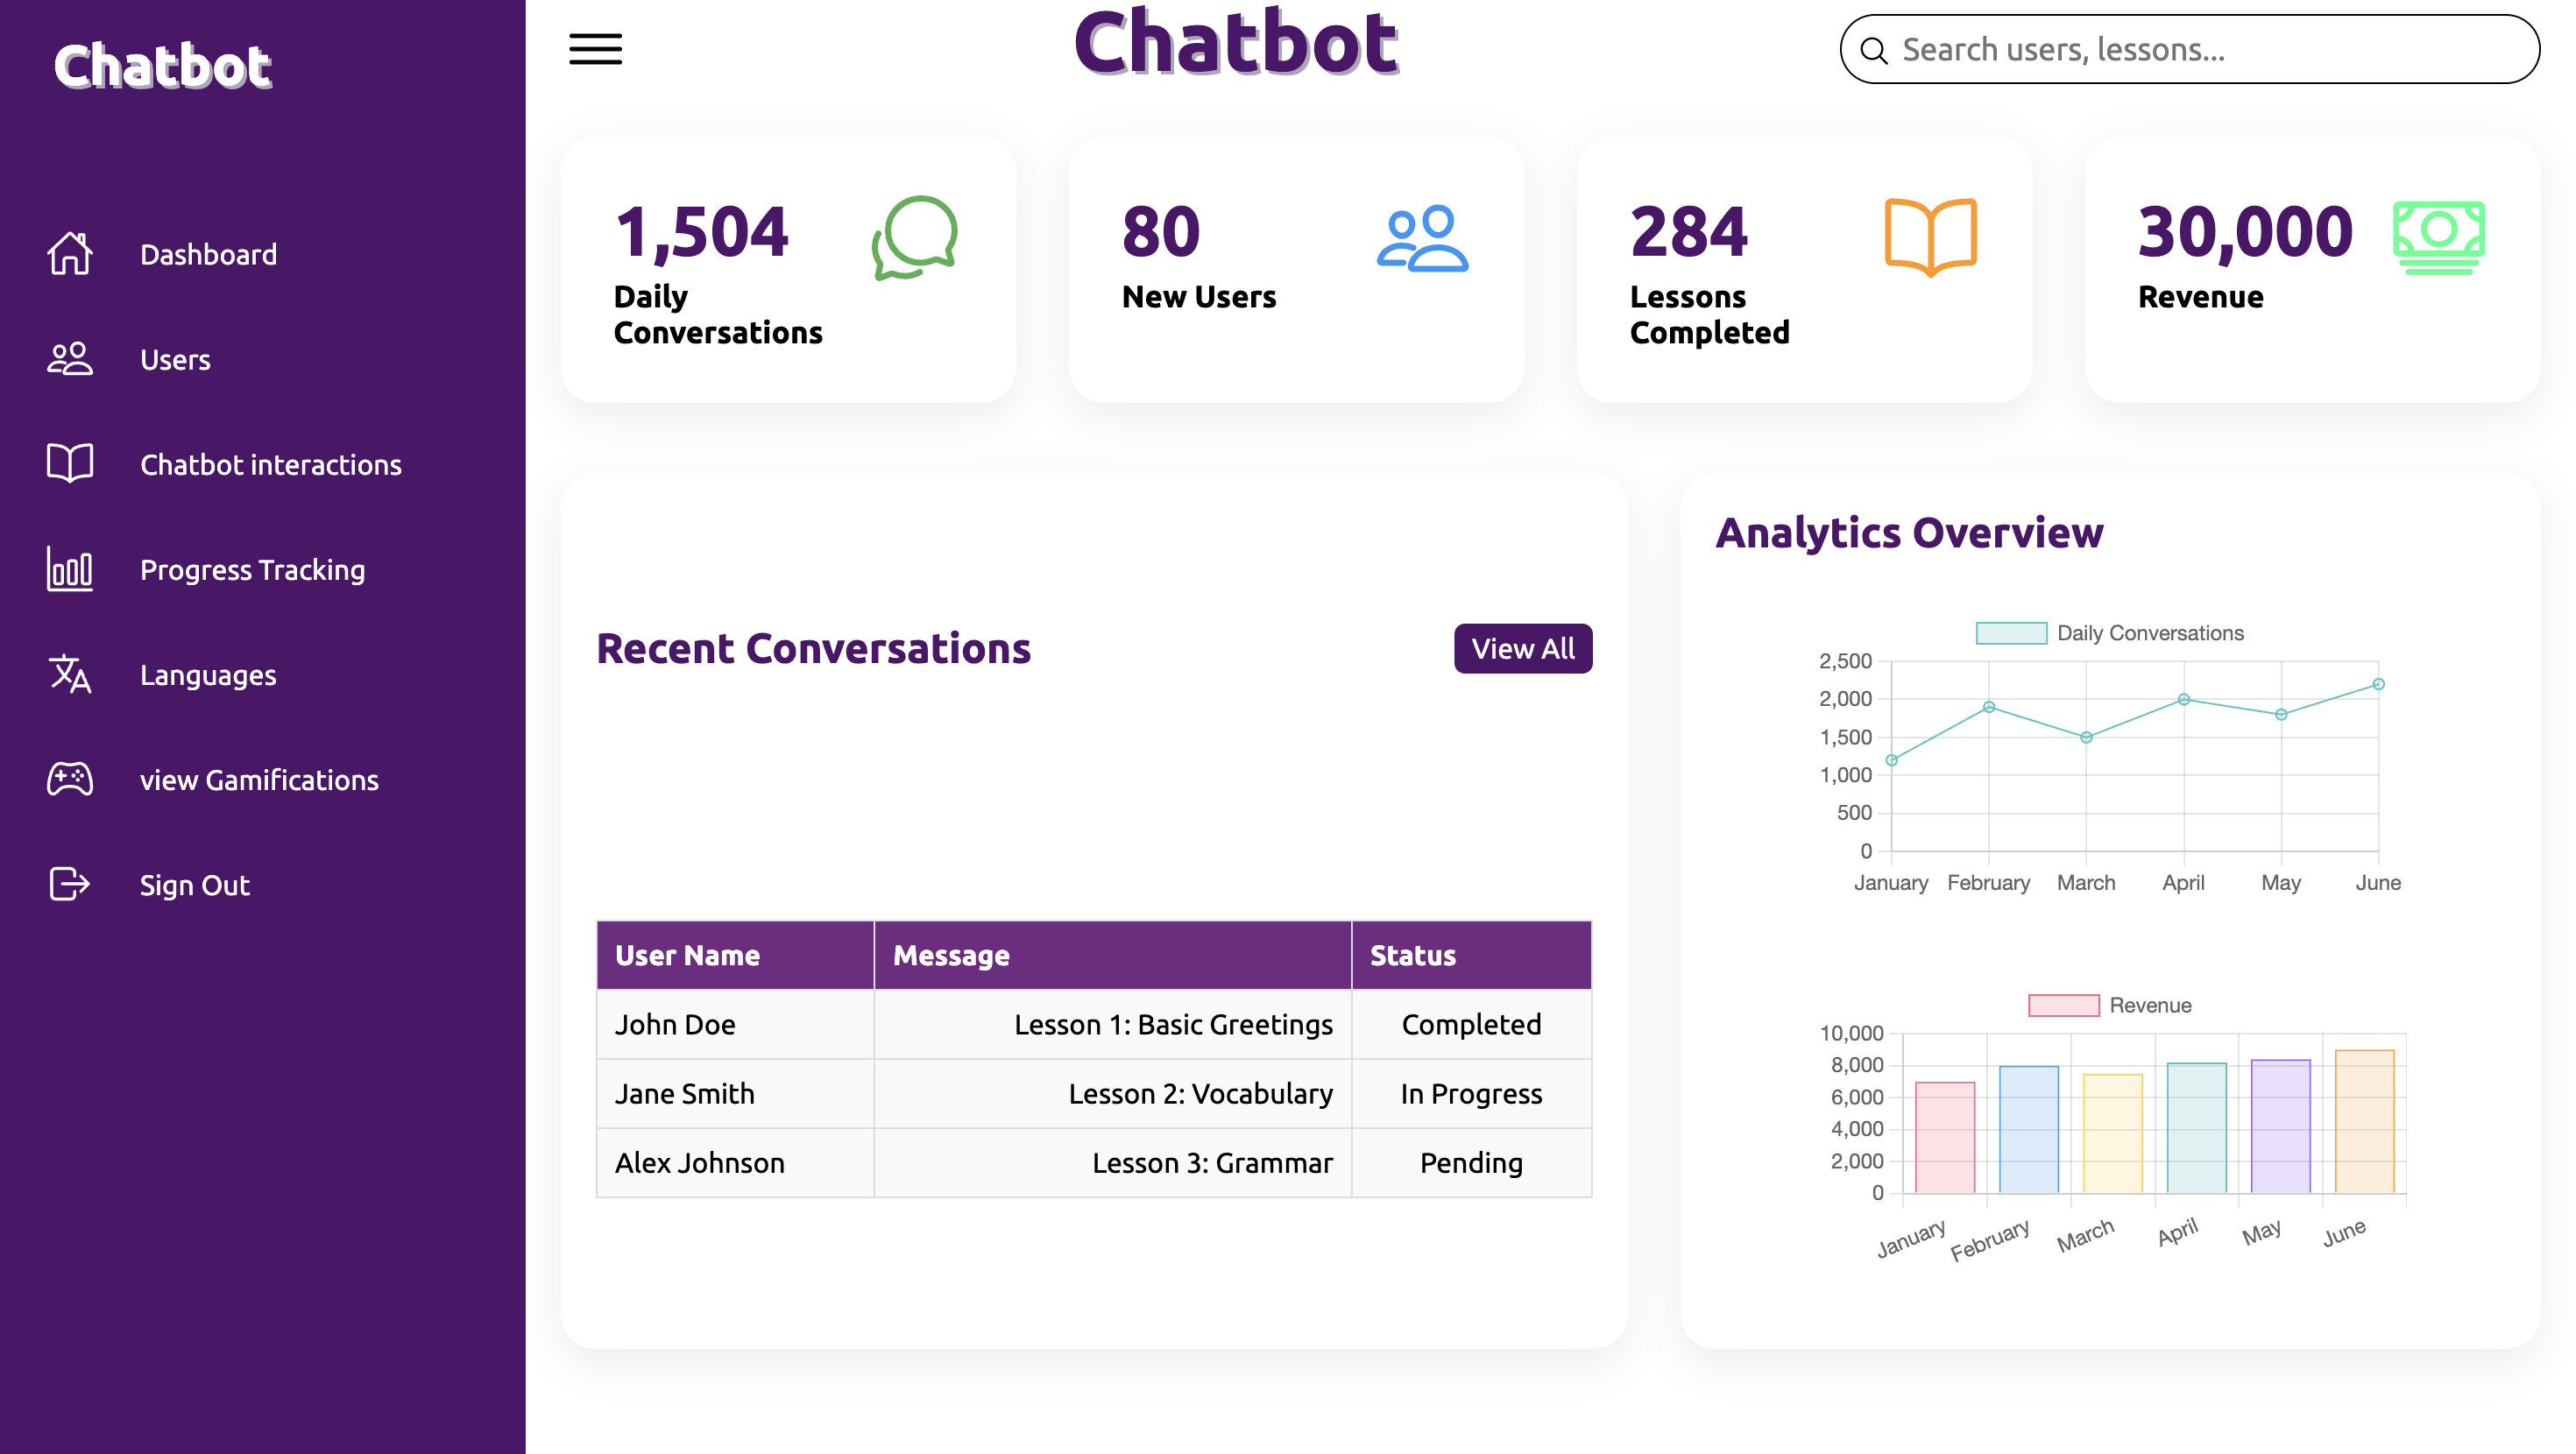 Chatbot
Dashboard
Users
Chatbot interactions
Progress Tracking
Languages
view Gamifications
Sign Out
Chatbot
Search users, lessons...
1,504
Daily
Conversations
80
New Users
284
Lessons
Completed
30,000
Revenue
Recent Conversations
View All
User Name Message Status
John Doe Lesson 1: Basic Greetings Completed
Jane Smith Lesson 2: Vocabulary In Progress
Alex Johnson Lesson 3: Grammar Pending
Analytics Overview
Daily Conversations
2,500
2,000
1,500
1,000
500
0
January February March April May June
Revenue
10,000
8,000
6,000
4,000
2,000
0
January February March April May June